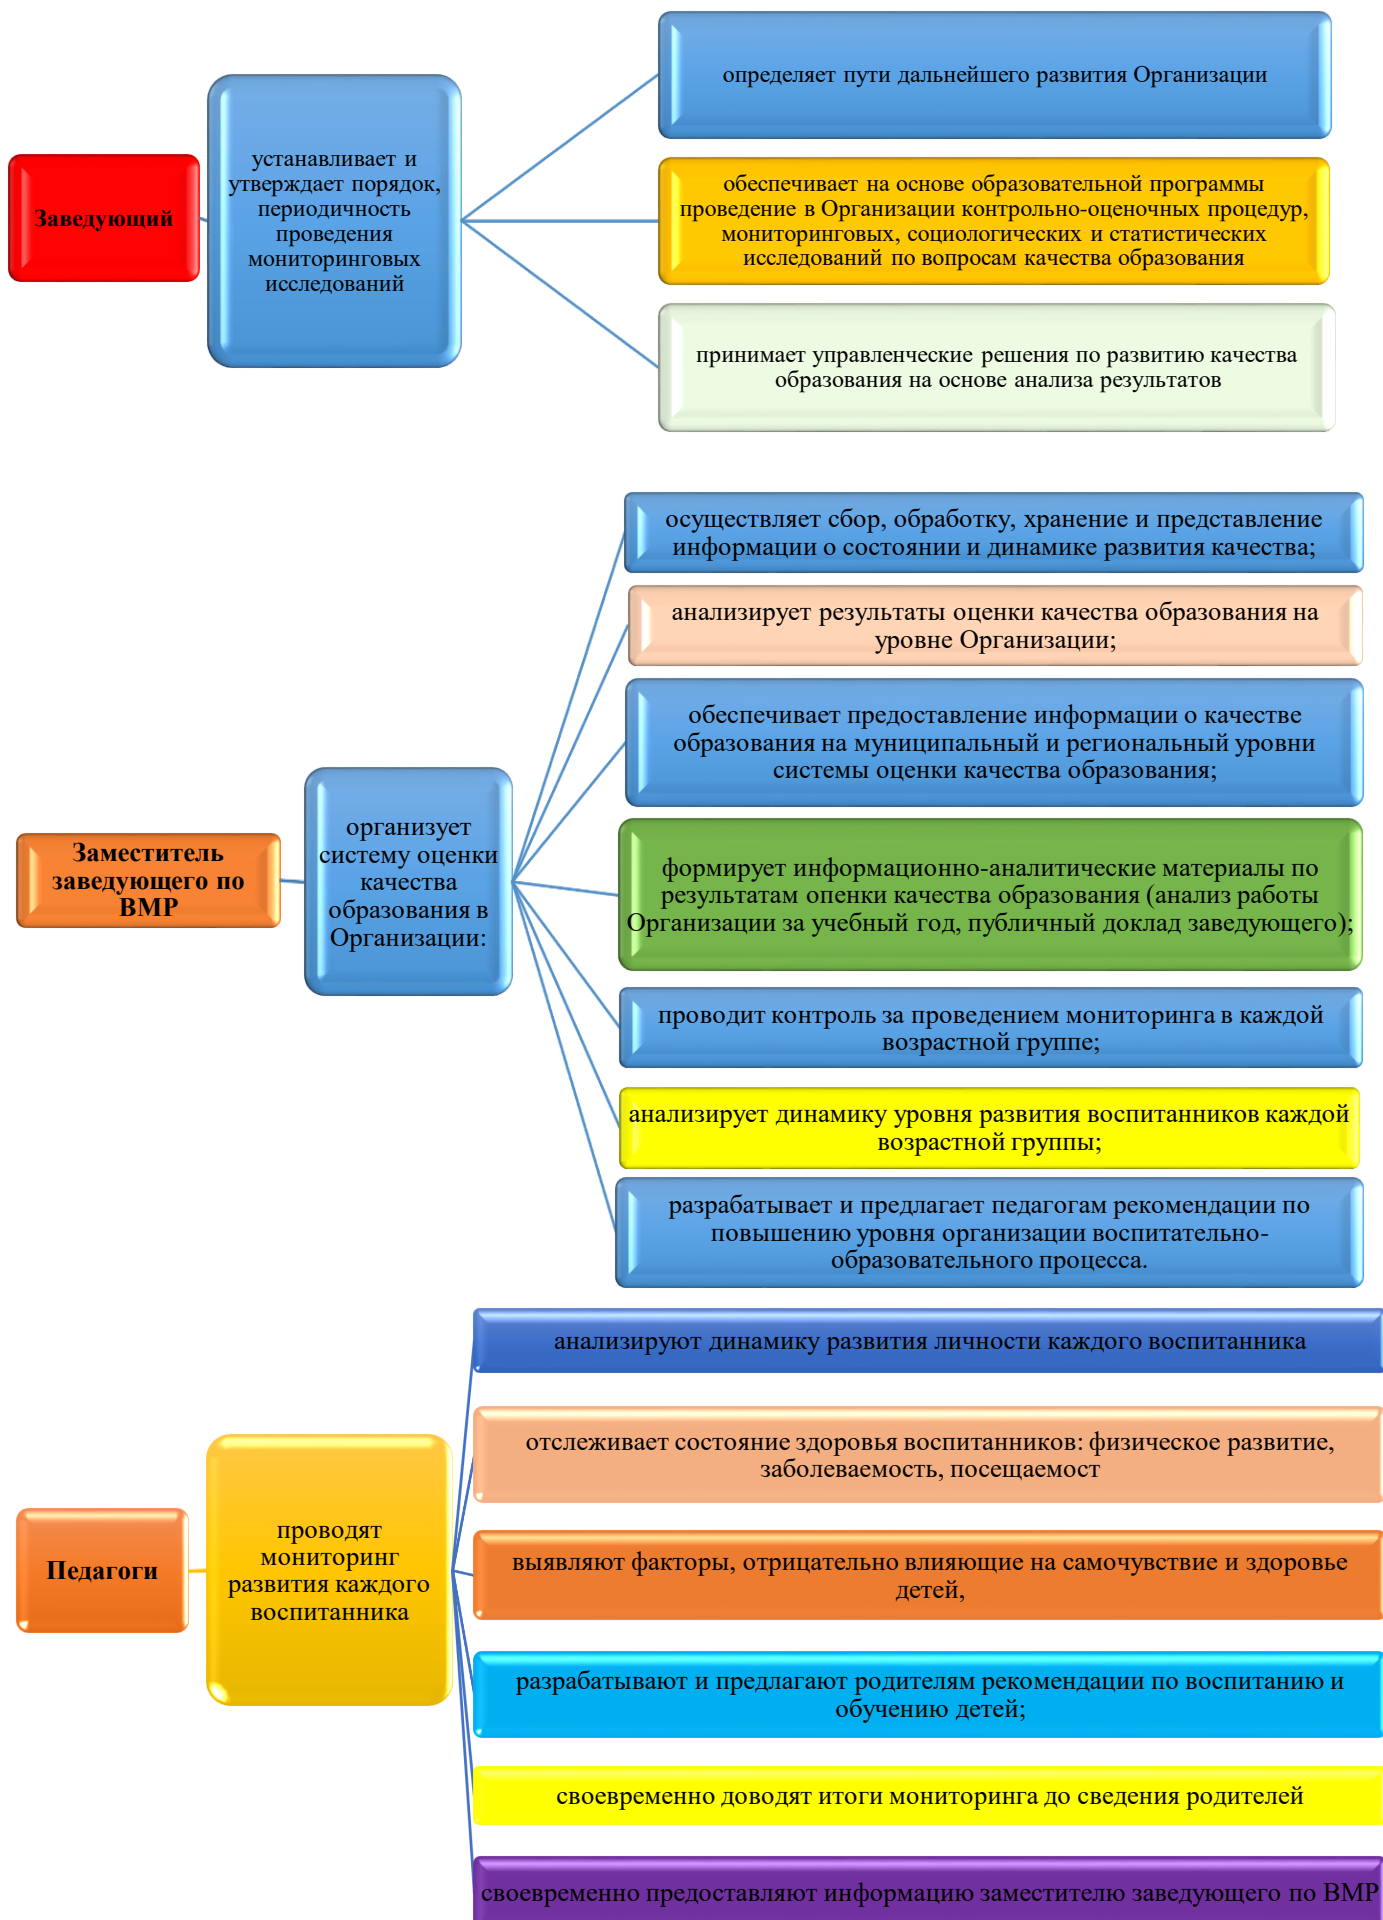 Заведующий
устанавливает и
утверждает порядок,
периодичность
проведения
мониторинговых
исследований
определяет пути дальнейшего развития Организации
обеспечивает на основе образовательной программы
проведение в Организации контрольно-оценочных процедур,
мониторинговых, социологических и статистических
исследований по вопросам качества образования
принимает управленческие решения по развитию качества
образования на основе анализа результатов
Заместитель
заведующего по
ВМР
организует
систему оценки
качества
образования в
Организации:
осуществляет сбор, обработку, хранение и представление
информации о состоянии и динамике развития качества;
анализирует результаты оценки качества образования на
уровне Организации;
обеспечивает предоставление информации о качестве
образования на муниципальный и региональный уровни
системы оценки качества образования;
формирует информационно-аналитические материалы по
результатам опенки качества образования (анализ работы
Организации за учебный год, публичный доклад заведующего);
проводит контроль за проведением мониторинга в каждой
возрастной группе;
анализирует динамику уровня развития воспитанников каждой
возрастной группы;
разрабатывает и предлагает педагогам рекомендации по
повышению уровня организации воспитательно-
образовательного процесса.
Педагоги
проводят
мониторинг
развития каждого
воспитанника
анализируют динамику развития личности каждого воспитанника
отслеживает состояние здоровья воспитанников: физическое развитие,
заболеваемость, посещаемост
выявляют факторы, отрицательно влияющие на самочувствие и здоровье
детей,
разрабатывают и предлагают родителям рекомендации по воспитанию и
обучению детей;
своевременно доводят итоги мониторинга до сведения родителей
своевременно предоставляют информацию заместителю заведующего по ВМР